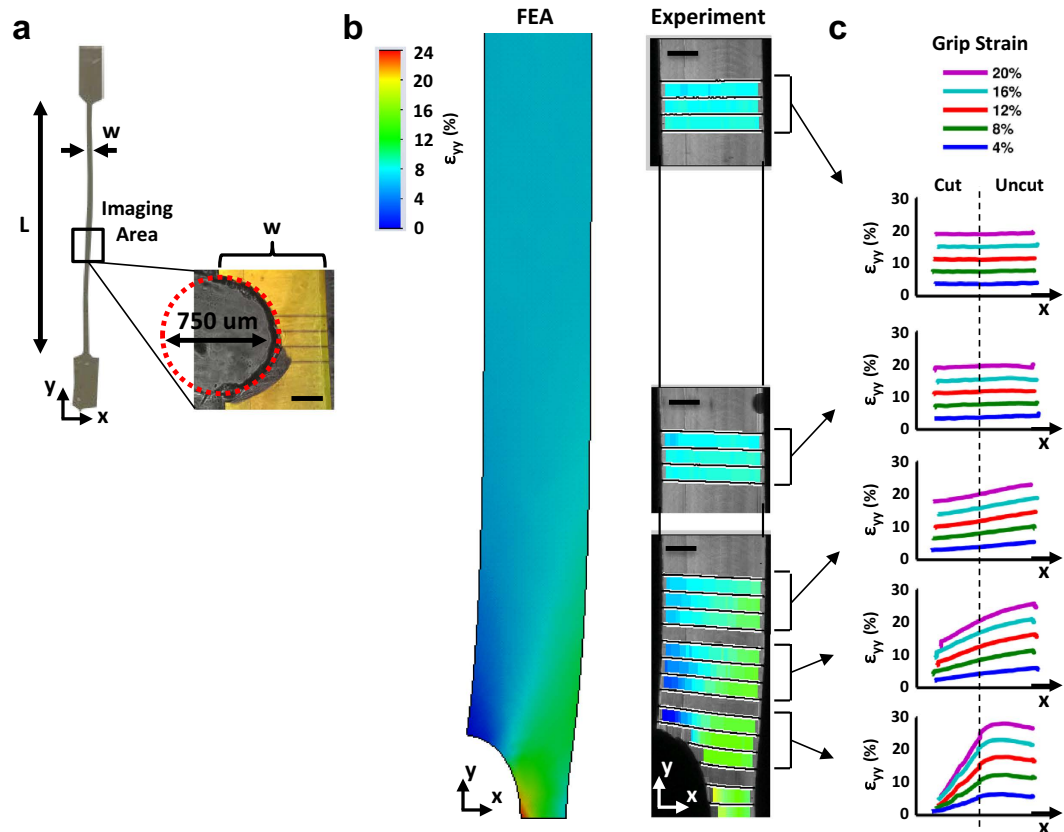 a
w
L
Imaging
Area
w
750 um
y
x
b
FEA
Experiment
24
20
16
12
8
4
0
εyy (%)
y
x
y
x
c
Grip Strain
20%
16%
12%
8%
4%
Cut Uncut
30
20
10
0
εyy (%)
x
30
20
10
0
εyy (%)
x
30
20
10
0
εyy (%)
x
30
20
10
0
εyy (%)
x
30
20
10
0
εyy (%)
x